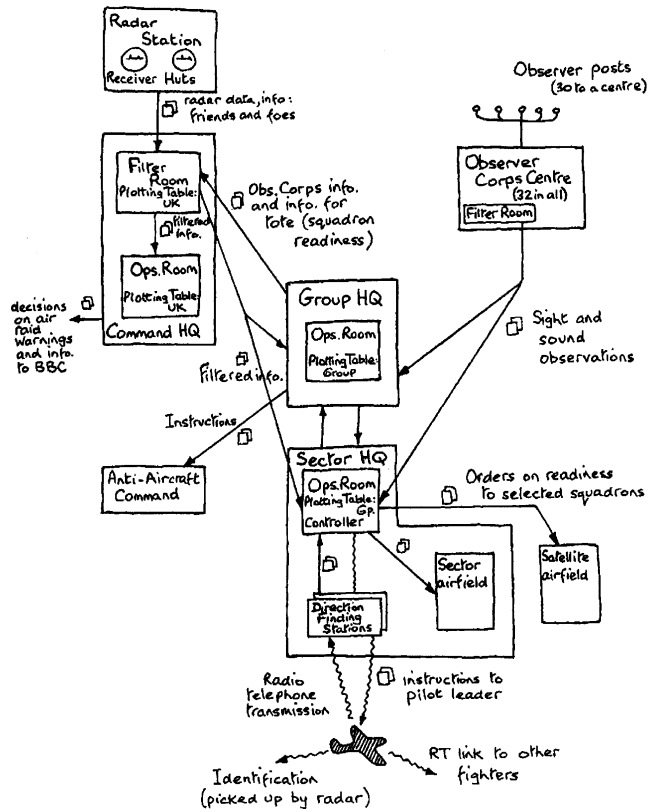 Radar
Station
Receiver Huts
radar data, info:
friends and foes
Observer posts
(30 to a centre)
Filter
Room
Plotting Table:
UK
Obs. Corps info.
and info. for
tote (squadron
readiness)
Observer
Corps Centre
(32 in all)
Filter Room
filtered
info.
Ops. Room
Plotting Table:
UK
Command HQ
decisions
on air
raid
warnings
and info.
to BBC
Group HQ
Ops. Room
Plotting Table:
Group
Sight and
sound
observations
Filtered info.
Instructions
Anti-Aircraft
Command
Sector HQ
Ops. Room
Plotting Table:
Gp.
Controller
Orders on readiness
to selected squadrons
Sector
airfield
Satellite
airfield
Direction
Finding
Stations
Radio
telephone
transmission
instructions to
pilot leader
Identification
(picked up by radar)
RT link to other
fighters